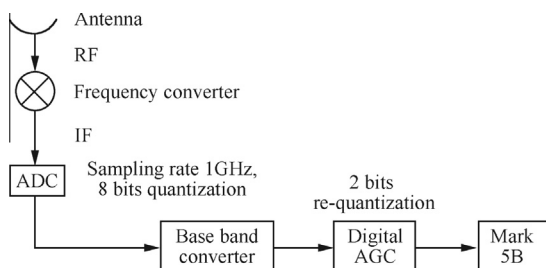 Antenna
RF
Frequency converter
IF
ADC
Sampling rate 1GHz,
8 bits quantization
2 bits
re-quantization
Base band
converter
Digital
AGC
Mark
5B